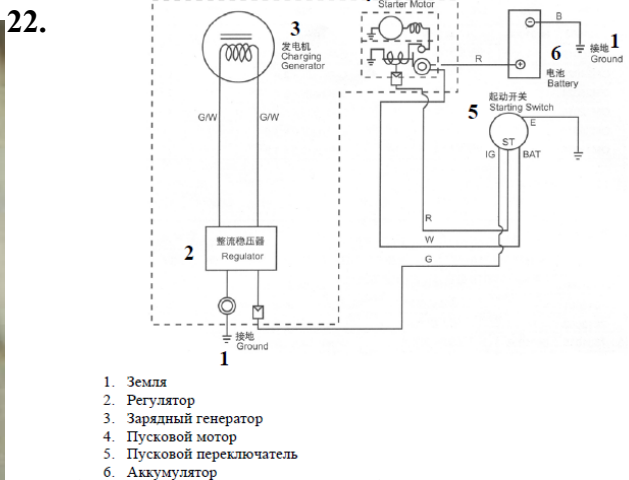 22.
Starter Motor
3
发电机
Charging
Generator
B
接地 1
Ground
6
R
电池
Battery
起动开关
Starting Switch
5
E
ST
IG
BAT
G/W
G/W
R
W
G
整流稳压器
Regulator
2
接地
Ground
1
1. Земля
2. Регулятор
3. Зарядный генератор
4. Пусковой мотор
5. Пусковой переключатель
6. Аккумулятор